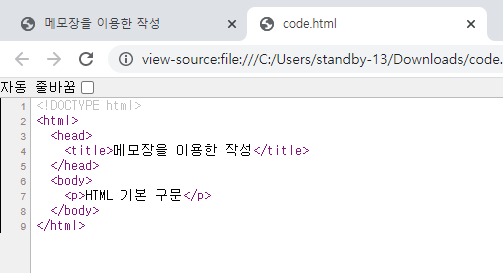 메모장을 이용한 작성
code.html
view-source:file:///C:/Users/standby-13/Downloads/code.
자동 줄바꿈
1 <!DOCTYPE html>
2 <html>
3 <head>
4 <title>메모장을 이용한 작성</title>
5 </head>
6 <body>
7 <p>HTML 기본 구문</p>
8 </body>
9 </html>